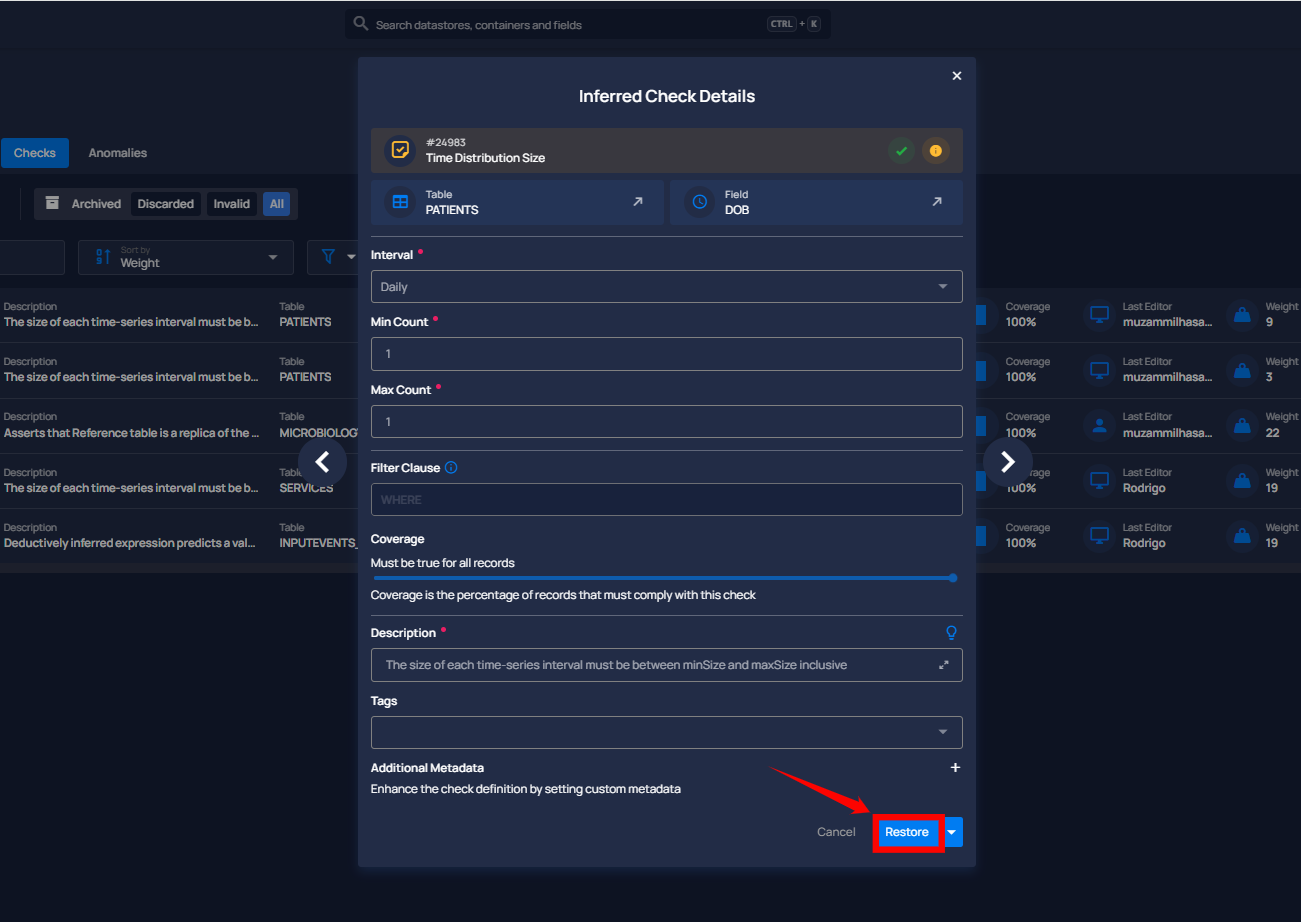 Search datastores, containers and fields
CTRL + K
Inferred Check Details
#24983
Time Distribution Size
Table
PATIENTS
Field
DOB
Checks
Anomalies
Archived
Discarded
Invalid
All
Sort by
Weight
Interval
Daily
Min Count
1
Max Count
1
Filter Clause
WHERE
Coverage
Must be true for all records
Coverage is the percentage of records that must comply with this check
Description
The size of each time-series interval must be between minSize and maxSize inclusive
Tags
Additional Metadata
Enhance the check definition by setting custom metadata
Cancel
Restore
Description
The size of each time-series interval must be b...
Table
PATIENTS
Coverage
100%
Last Editor
muzammilhasa...
Weight
9
Description
The size of each time-series interval must be b...
Table
PATIENTS
Coverage
100%
Last Editor
muzammilhasa...
Weight
3
Description
Asserts that Reference table is a replica of the ...
Table
MICROBIOLOG
Coverage
100%
Last Editor
muzammilhasa...
Weight
22
Description
The size of each time-series interval must be b...
Table
SERVICES
100%
Last Editor
Rodrigo
Weight
19
Description
Deductively inferred expression predicts a val...
Table
INPUTEVENTS_
Coverage
100%
Last Editor
Rodrigo
Weight
19